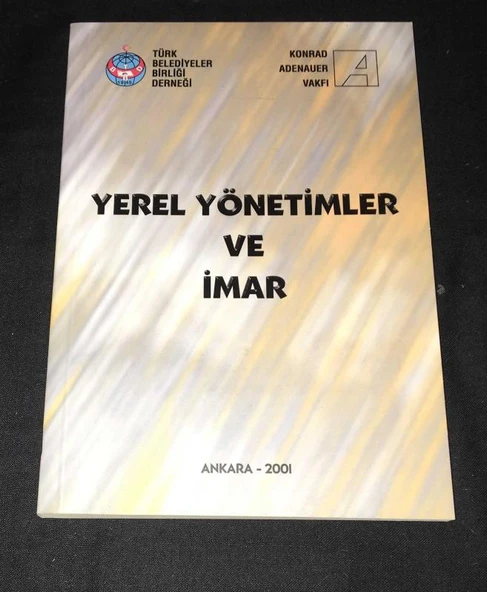 TÜRK
BELEDİYELER
BİRLİĞİ
DERNEĞİ
KONRAD
ADENAUER
VAKFI
YEREL YÖNETİMLER
VE
İMAR
ANKARA - 2001